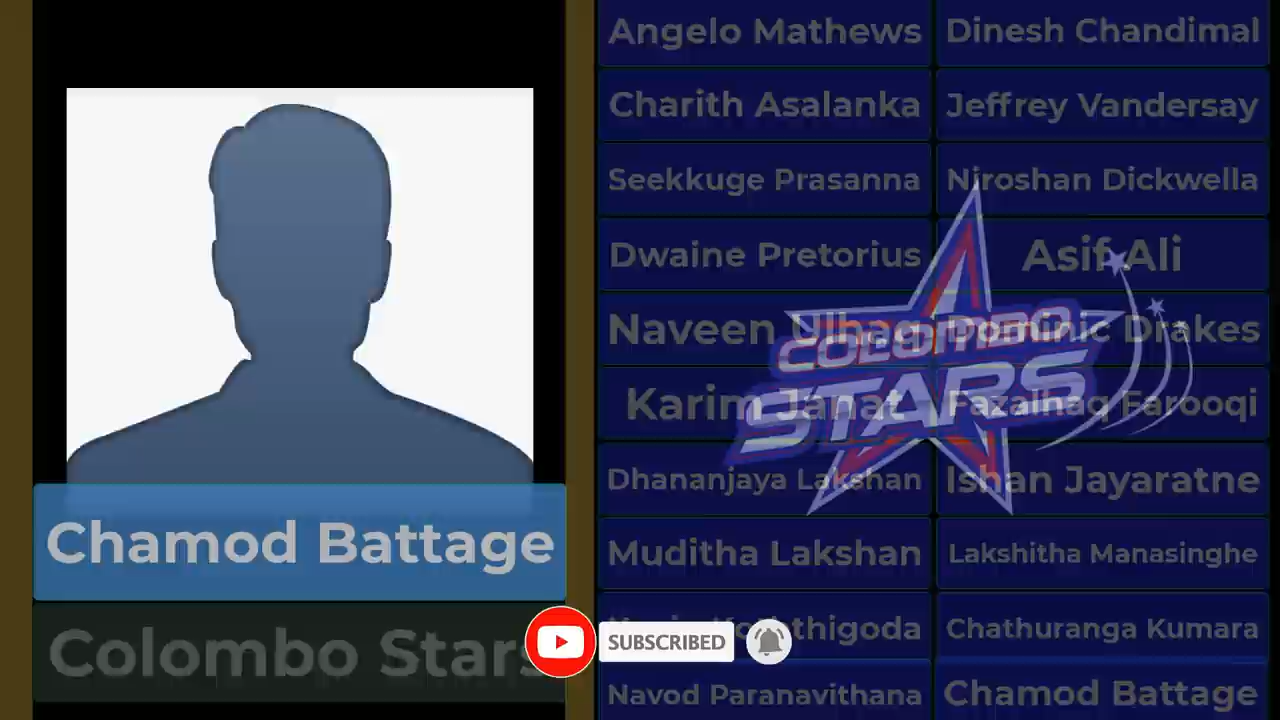 Angelo Mathews
Dinesh Chandimal
Charith Asalanka
Jeffrey Vandersay
Seekkuge Prasanna
Niroshan Dickwella
Dwaine Pretorius
Asif Ali
Naveen Ulhaq
Dominic Drakes
Karim Janat
Fazalhaq Farooqi
COLOMBO
STARS
Dhananjaya Lakshan
Ishan Jayaratne
Chamod Battage
Muditha Lakshan
Lakshitha Manasinghe
Colombo Stars
SUBSCRIBED
Chathuranga Kumara
Navod Paranavithana
Chamod Battage